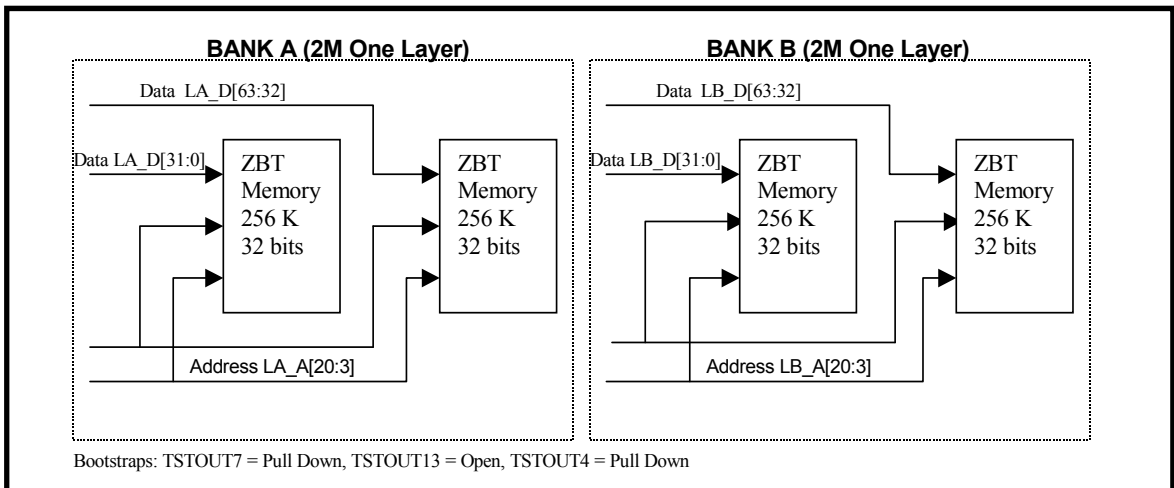 BANK A (2M One Layer)
Data LA_D[63:32]
Data LA_D[31:0]
ZBT
Memory
256 K
32 bits
ZBT
Memory
256 K
32 bits
Address LA_A[20:3]
BANK B (2M One Layer)
Data LB_D[63:32]
Data LB_D[31:0]
ZBT
Memory
256 K
32 bits
ZBT
Memory
256 K
32 bits
Address LB_A[20:3]
Bootstraps: TSTOUT7 = Pull Down, TSTOUT13 = Open, TSTOUT4 = Pull Down